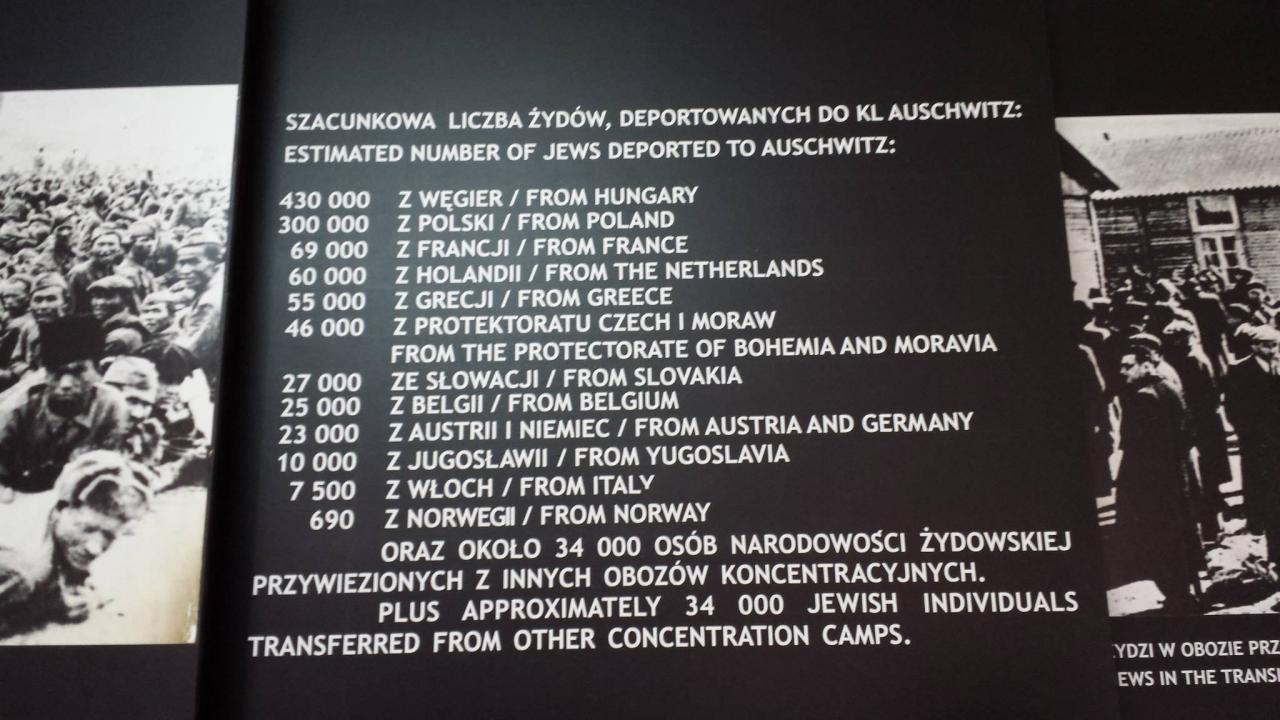 SZACUNKOWA LICZBA ŻYDÓW, DEPORTOWANYCH DO KL AUSCHWITZ:
ESTIMATED NUMBER OF JEWS DEPORTED TO AUSCHWITZ:
430 000 Z WĘGIER / FROM HUNGARY
300 000 Z POLSKI / FROM POLAND
69 000 Z FRANCJI / FROM FRANCE
60 000 Z HOLANDII / FROM THE NETHERLANDS
55 000 Z GRECJI / FROM GREECE
46 000 Z PROTEKTORATU CZECH I MORAW
FROM THE PROTECTORATE OF BOHEMIA AND MORAVIA
27 000 ZE SŁOWACJI / FROM SLOVAKIA
25 000 Z BELGII / FROM BELGIUM
23 000 Z AUSTRII I NIEMIEC / FROM AUSTRIA AND GERMANY
10 000 Z JUGOSŁAWII / FROM YUGOSLAVIA
7 500 Z WŁOCH / FROM ITALY
690 Z NORWEGII / FROM NORWAY
ORAZ OKOŁO 34 000 OSÓB NARODOWOŚCI ŻYDOWSKIEJ
PRZYWIEZIONYCH Z INNYCH OBOZÓW KONCENTRACYJNYCH.
PLUS APPROXIMATELY 34 000 JEWISH INDIVIDUALS
TRANSFERRED FROM OTHER CONCENTRATION CAMPS.
W OBOZIE
IN THE